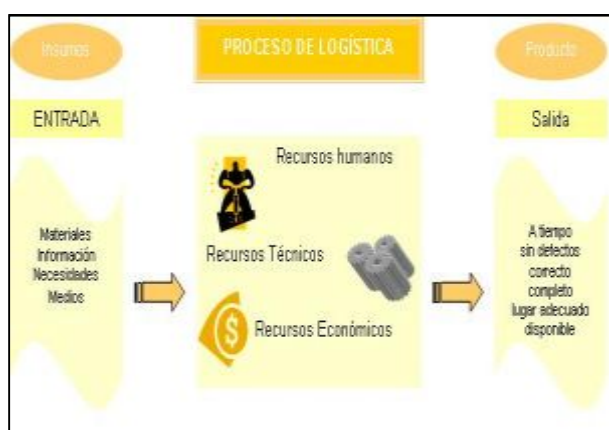 Insumos
PROCESO DE LOGÍSTICA
Producto
ENTRADA
Salida
Recursos humanos
Recursos Técnicos
Recursos Económicos
Materiales
Información
Necesidades
Medios
A tiempo
sin defectos
correcto
completo
lugar adecuado
disponible